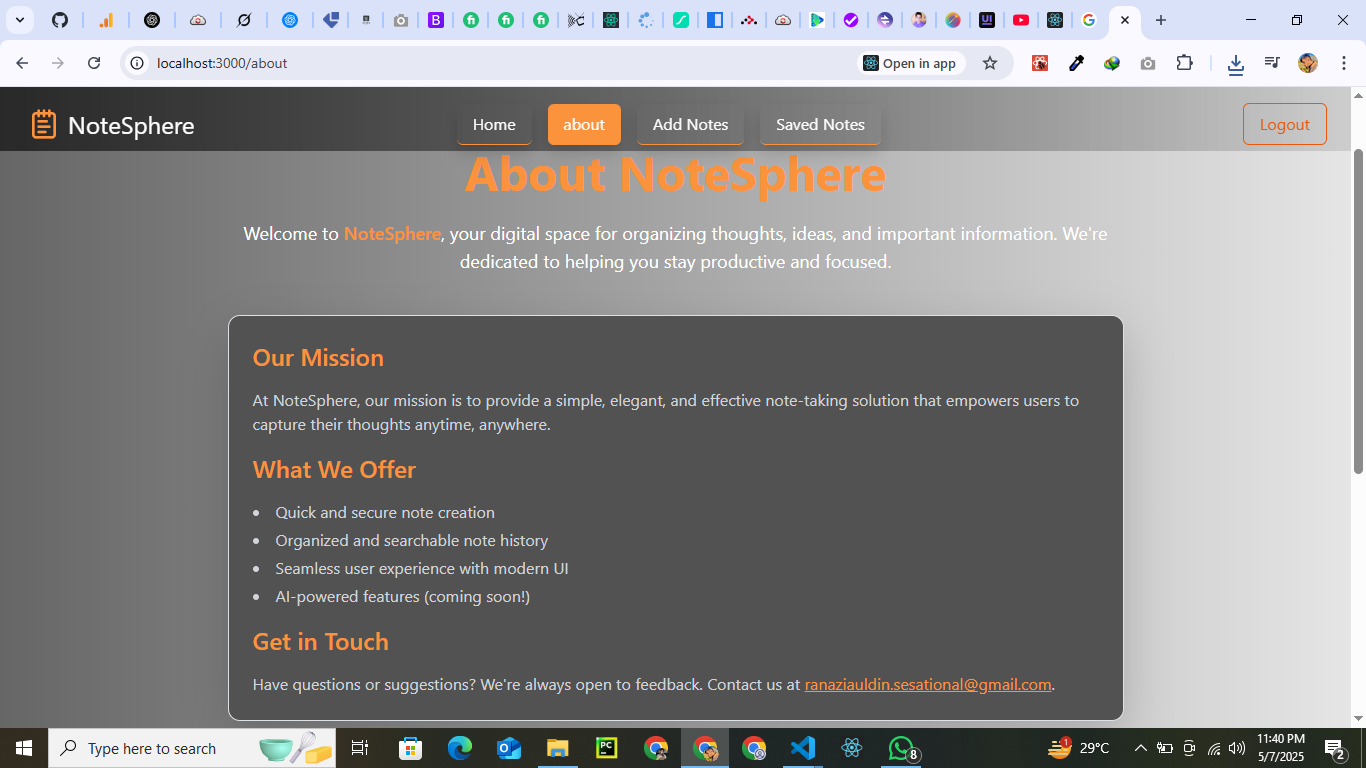 localhost:3000/about
Open in app
NoteSphere
Home
about
Add Notes
Saved Notes
Logout
About NoteSphere
Welcome to NoteSphere, your digital space for organizing thoughts, ideas, and important information. We're
dedicated to helping you stay productive and focused.
Our Mission
At NoteSphere, our mission is to provide a simple, elegant, and effective note-taking solution that empowers users to
capture their thoughts anytime, anywhere.
What We Offer
Quick and secure note creation
Organized and searchable note history
Seamless user experience with modern UI
AI-powered features (coming soon!)
Get in Touch
Have questions or suggestions? We're always open to feedback. Contact us at ranaziauldin.sesational@gmail.com.
Type here to search
PC
8
1
29°C
11:40 PM
5/7/2025
2